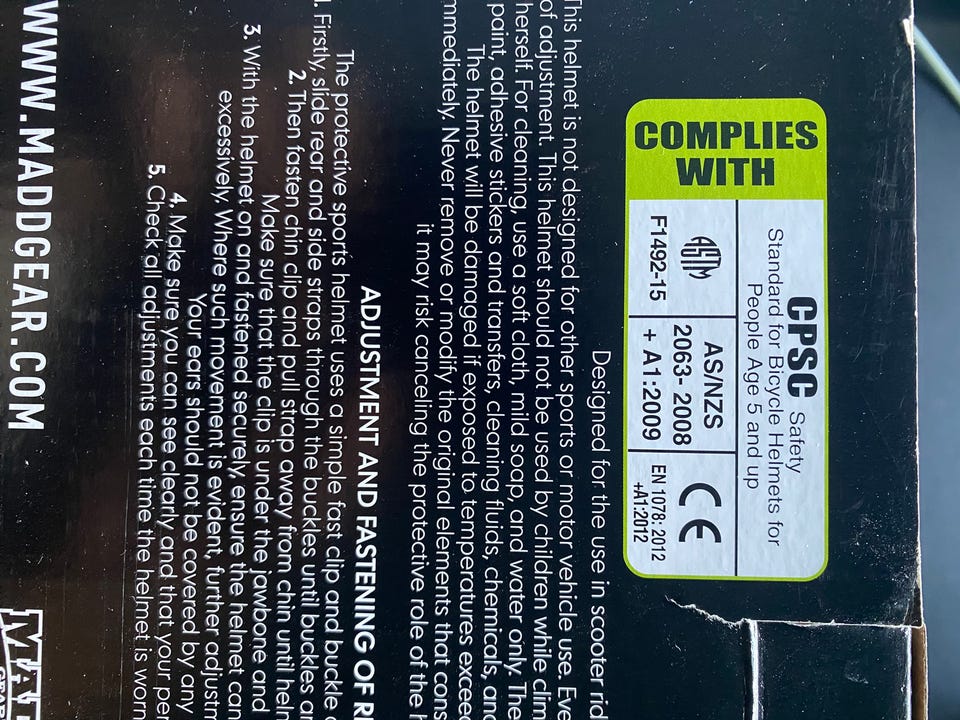 COMPLIES
WITH
CPSC Safety
Standard for Bicycle Helmets for
People Age 5 and up
ASTM
F1492-15
AS/NZS
2063- 2008
+ A1:2009
CE
EN 1078: 2012
+A1:2012
Designed for the use in scooter
This helmet is not designed for other sports or motor vehicle use.
of adjustment. This helmet should not be used by children while
herself. For cleaning, use a soft cloth, mild soap, and water only. The
paint, adhesive stickers and transfers, cleaning fluids, chemicals,
The helmet will be damaged if exposed to temperatures
immediately. Never remove or modify the original elements that
it may risk canceling the protective role of the
ADJUSTMENT AND FASTENING OF
The protective sports helmet uses a simple fast clip and buckle
1. Firstly, slide rear and side straps through the buckles until buckles
2. Then fasten chin clip and pull strap away from chin until
Make sure that the clip is under the jawbone and
3. With the helmet on and fastened securely, ensure the helmet can
excessively. Where such movement is evident, further
Your ears should not be covered by any
4. Make sure you can see clearly and that your
5. Check all adjustments each time the helmet is worn
WWW.MADDGEAR.COM